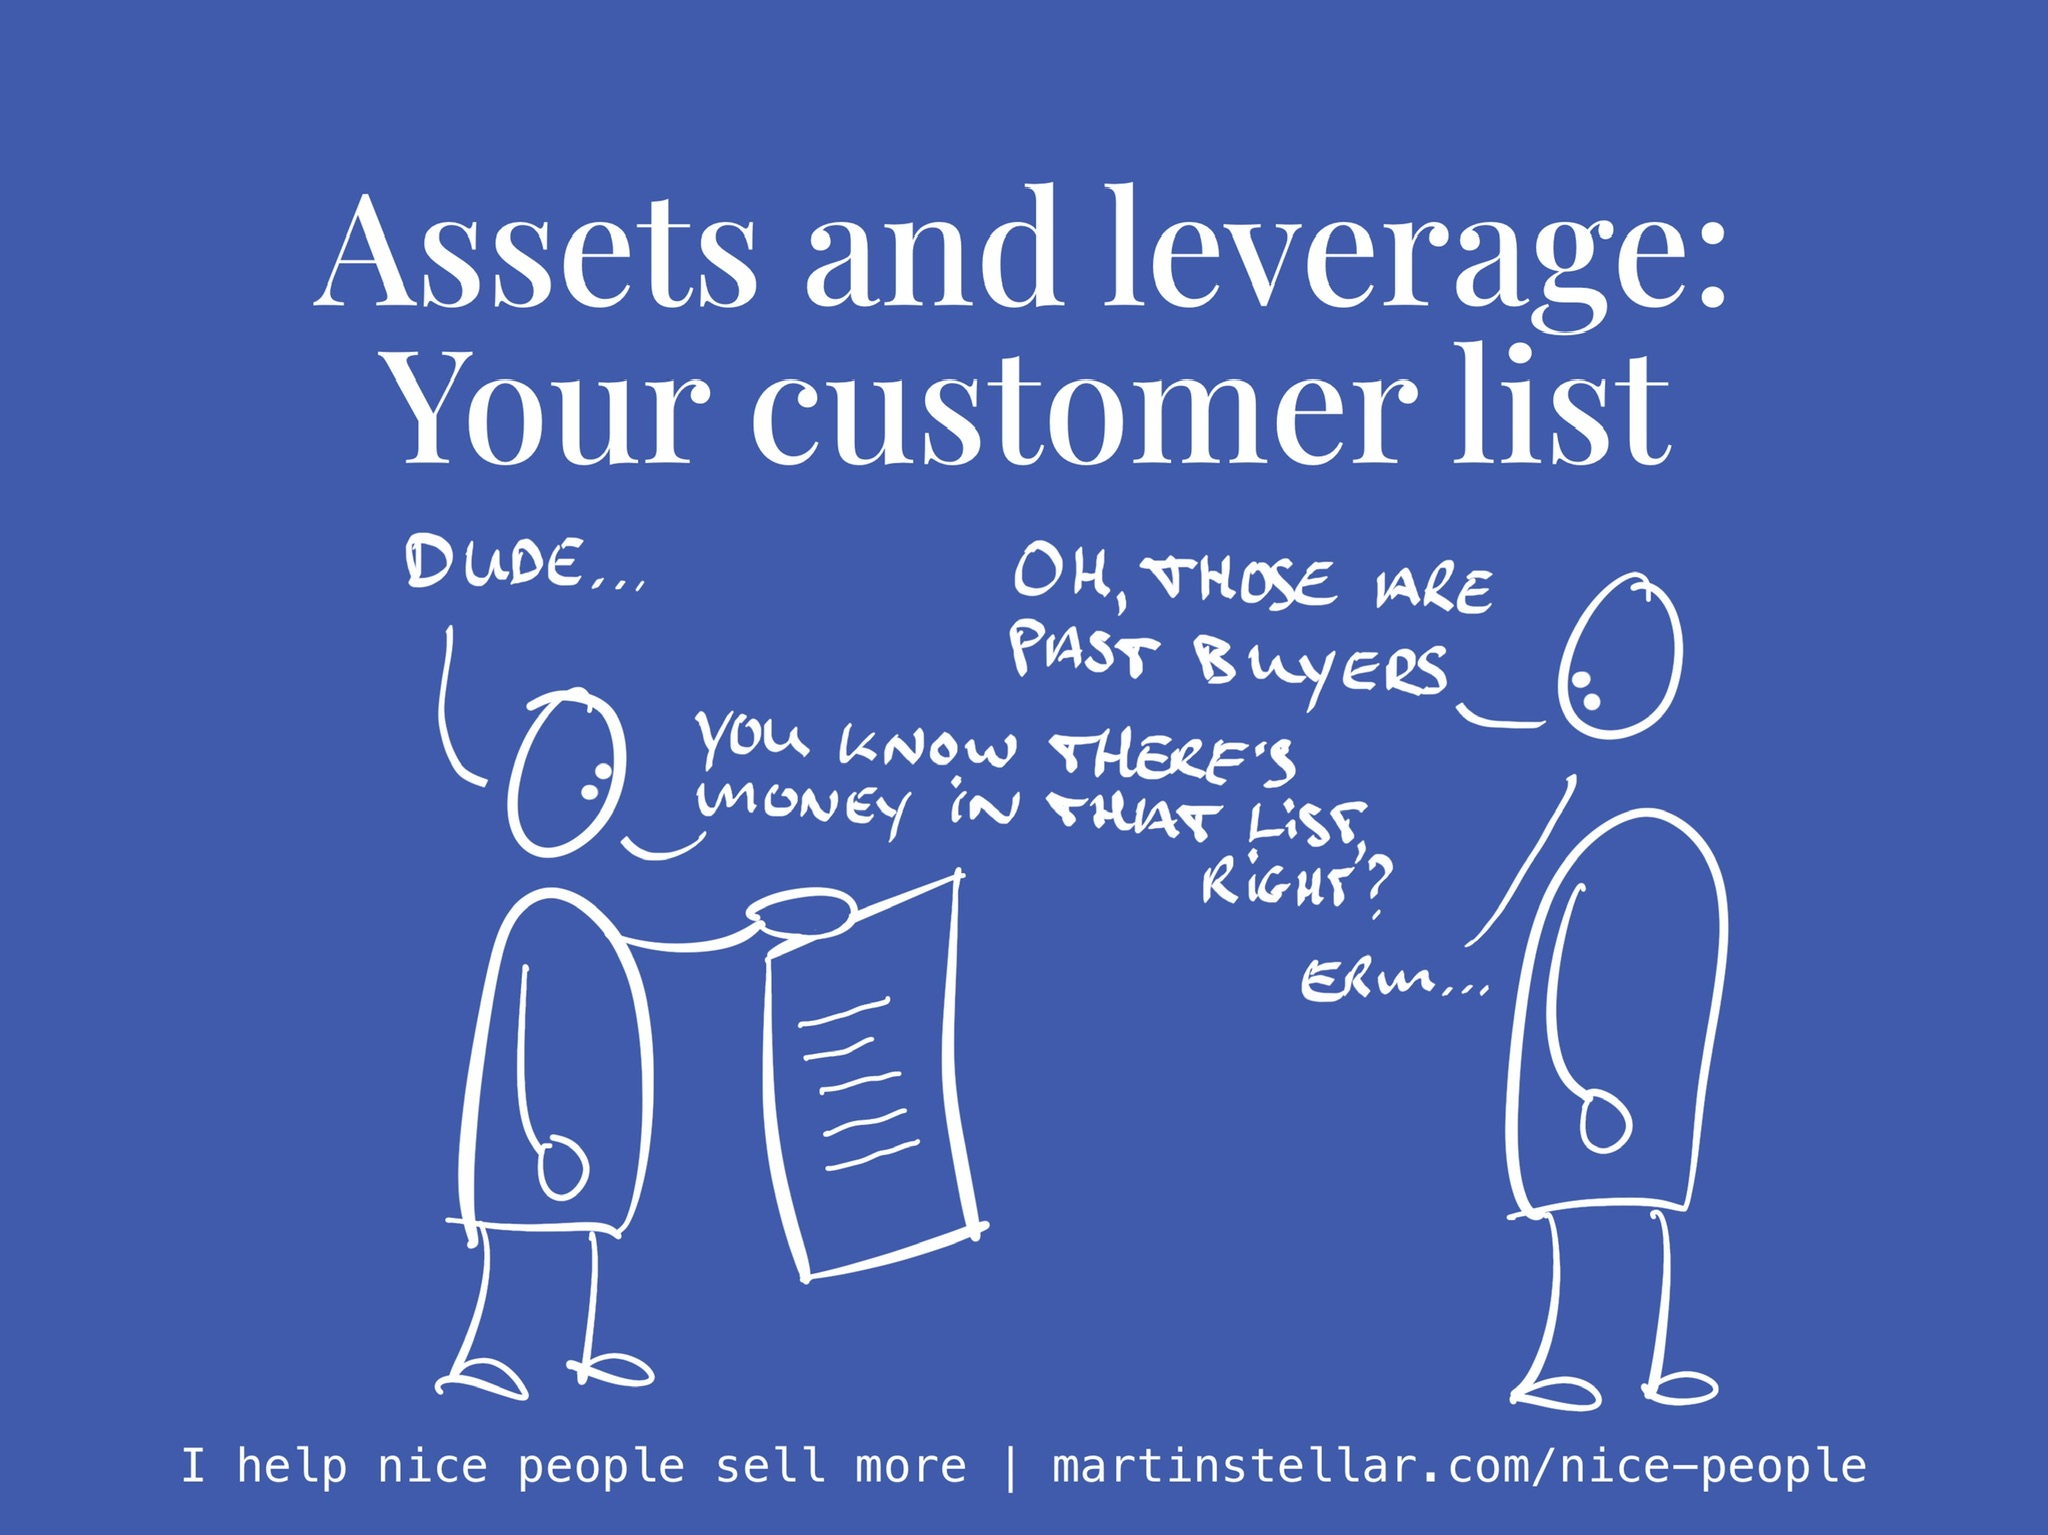 Assets and leverage:
Your customer list
DUDE...
OH, THOSE ARE
PAST BUYERS
YOU KNOW THERE'S
MONEY IN THAT LIST,
RIGHT?
ERM...
I help nice people sell more | martinstellar.com/nice-people